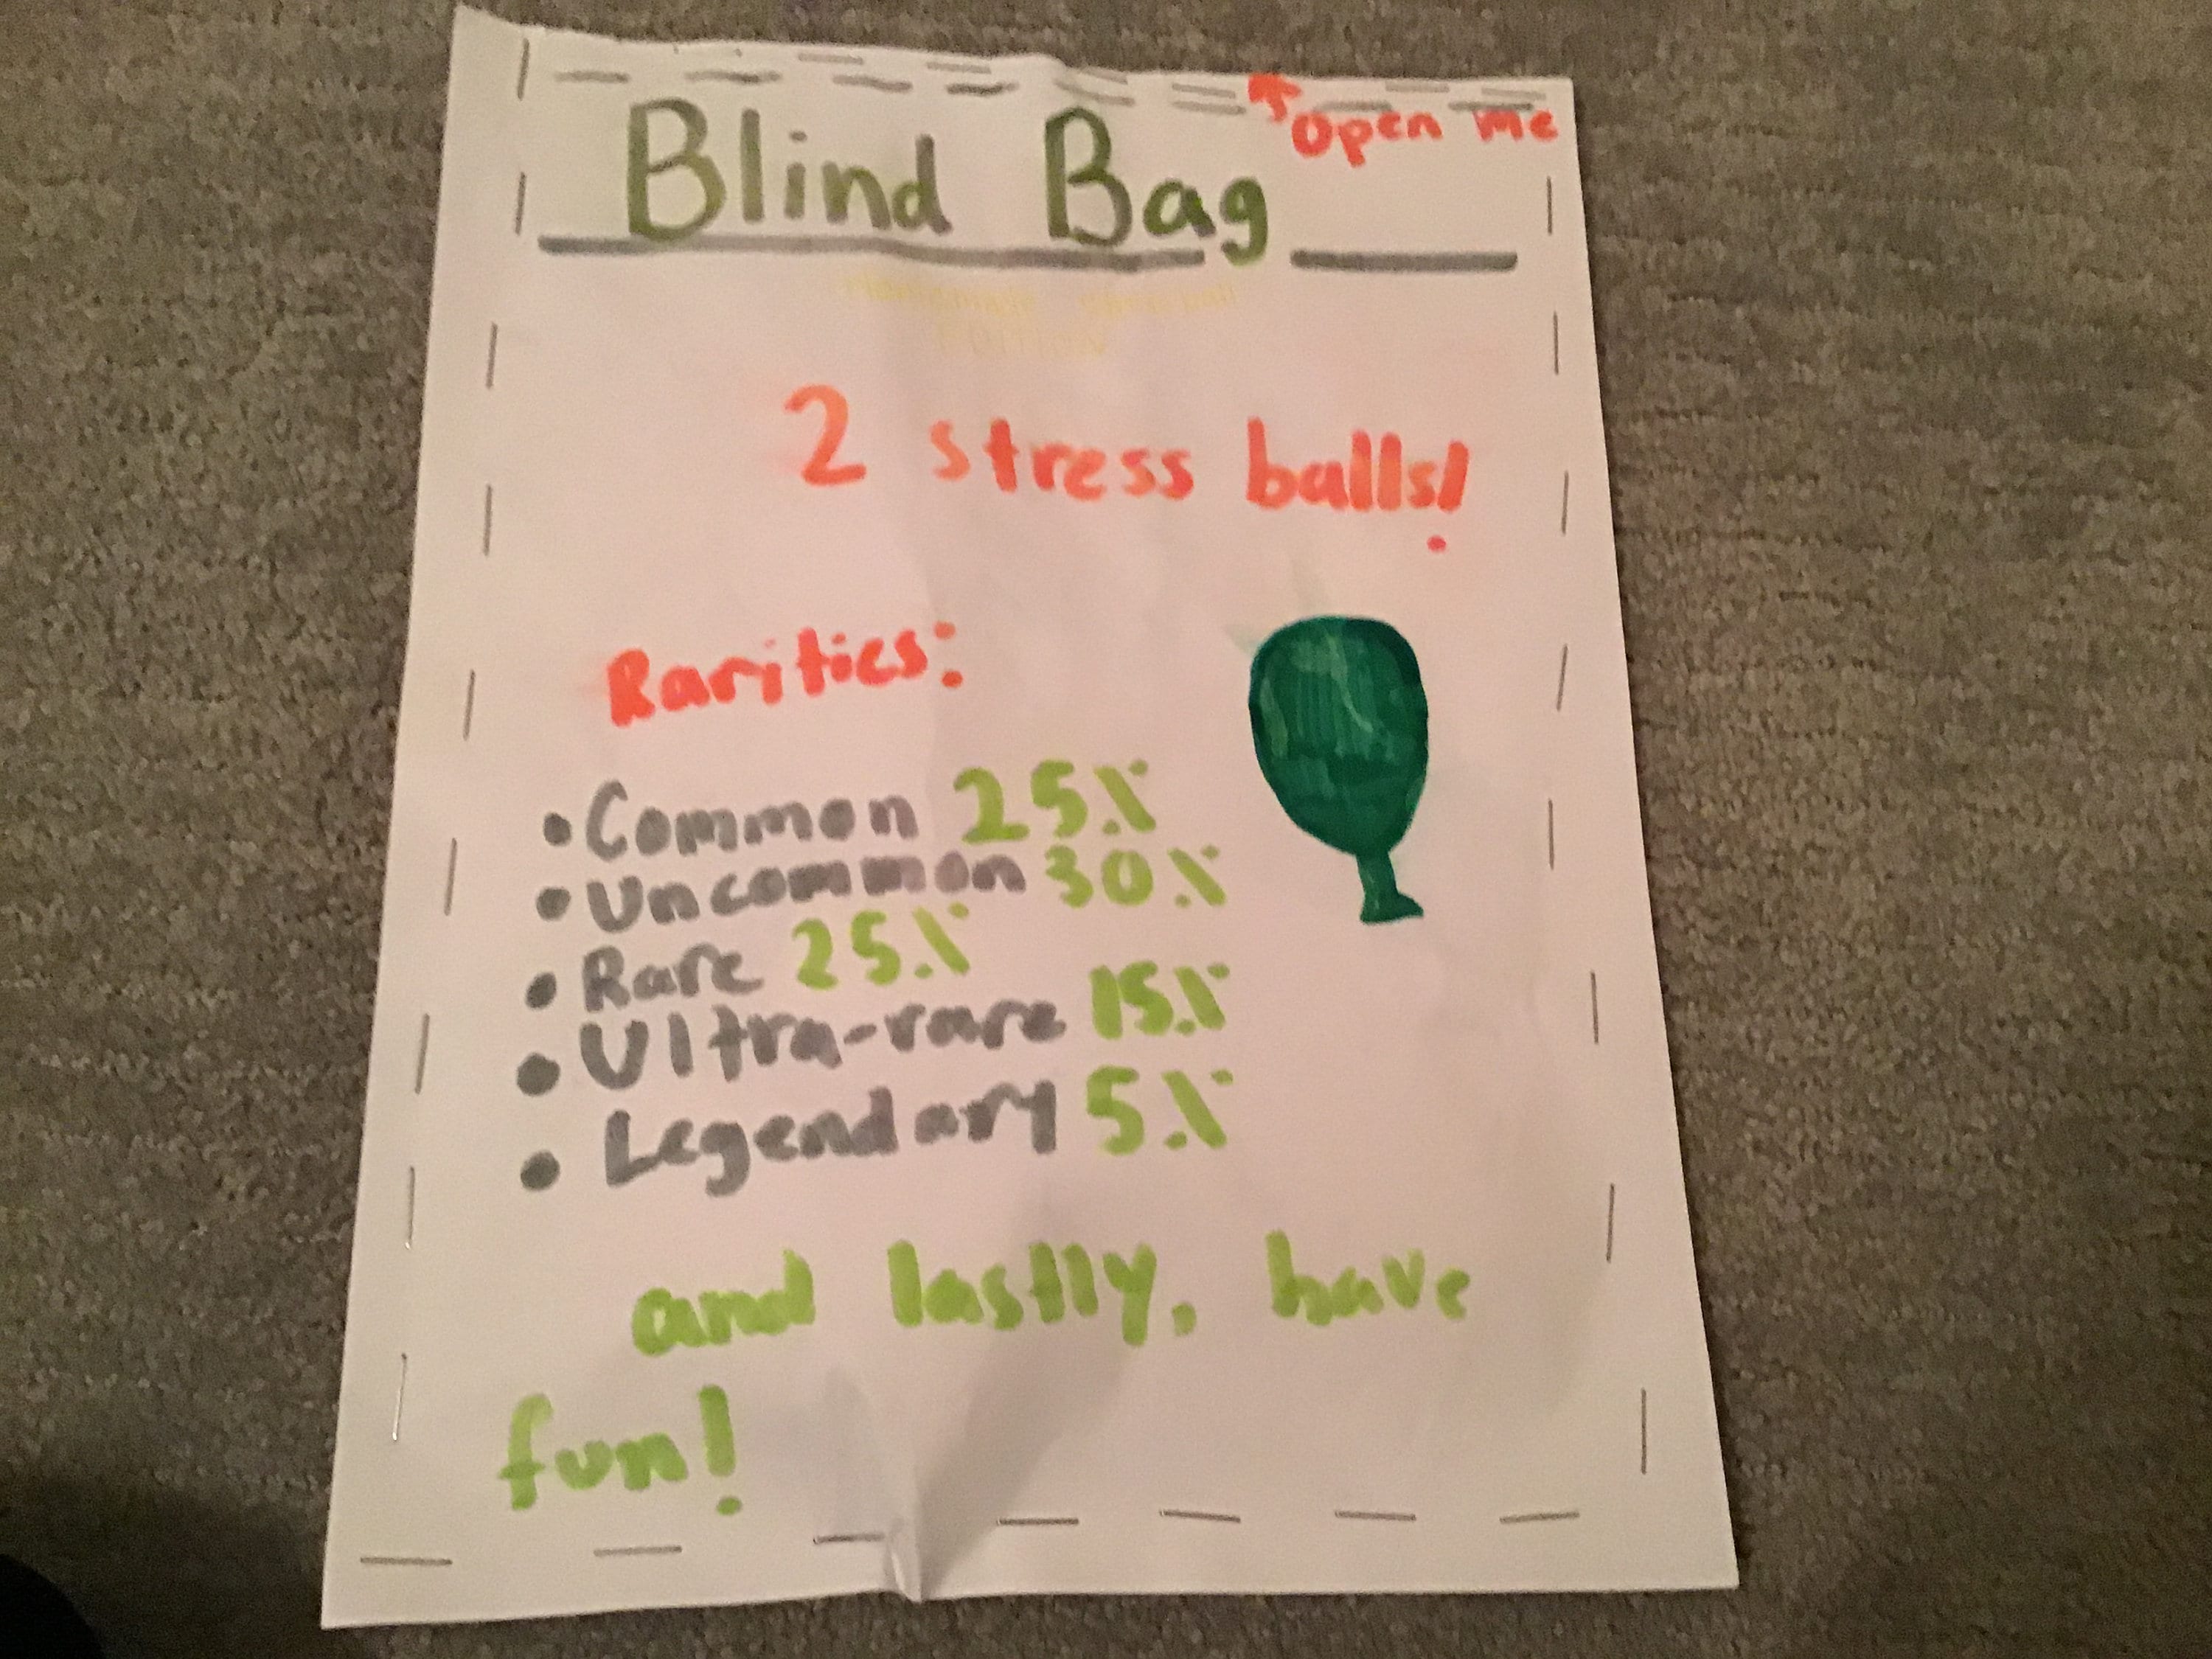 Open me
Blind Bag
2 stress balls!
Rarities:
• Common 25%
• Uncommon 30%
• Rare 25%
• Ultra-rare 15%
• Legendary 5%
and lastly, have
fun!